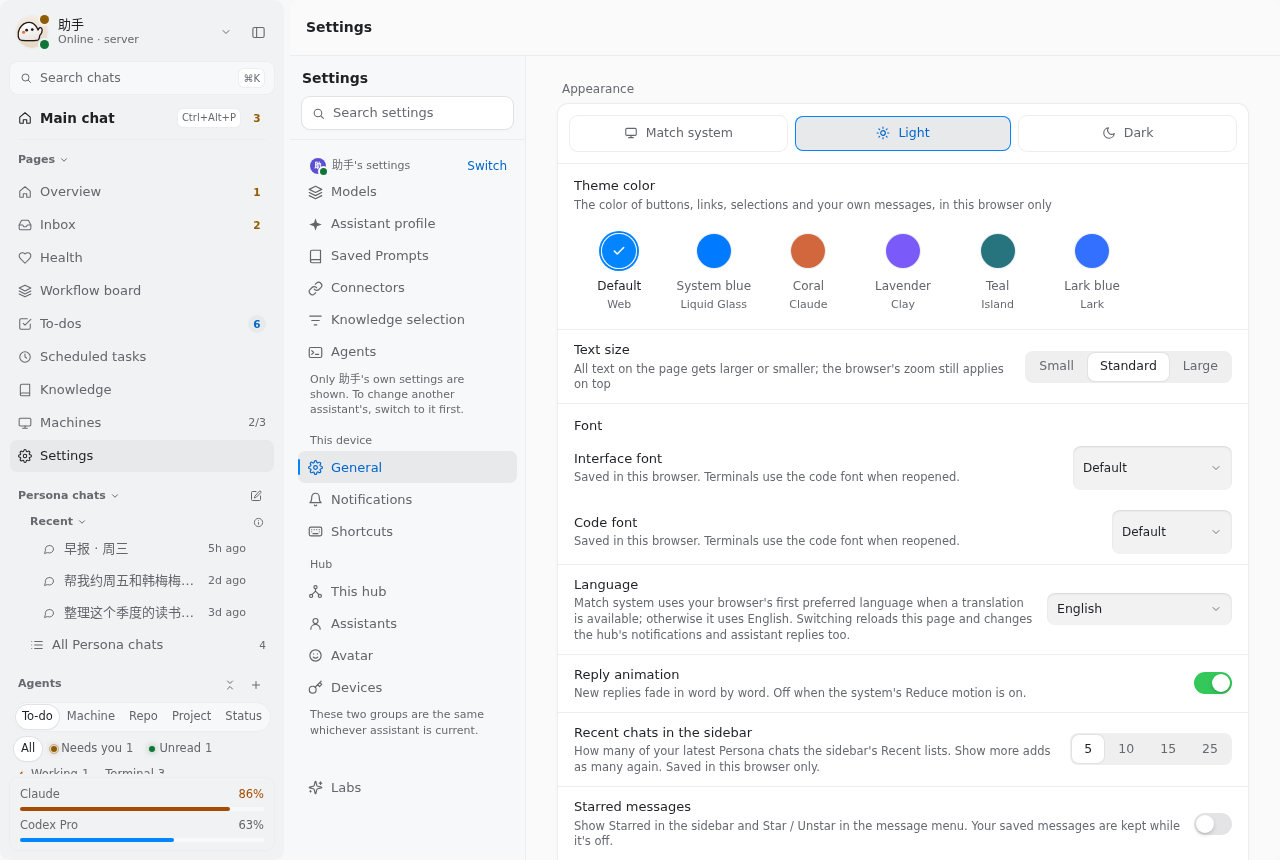 助手
Online · server
Search chats
⌘K
Main chat
Ctrl+Alt+P
3
Pages
Overview
1
Inbox
2
Health
Workflow board
To-dos
6
Scheduled tasks
Knowledge
Machines
2/3
Settings
Persona chats
Recent
早报 · 周三
5h ago
帮我约周五和韩梅梅…
2d ago
整理这个季度的读书…
3d ago
All Persona chats
4
Agents
To-do
Machine
Repo
Project
Status
All
Needs you 1
Unread 1
Working 1
Terminal 3
Claude
86%
Codex Pro
63%
Settings
Settings
Search settings
助手's settings
Switch
Models
Assistant profile
Saved Prompts
Connectors
Knowledge selection
Agents
Only 助手's own settings are
shown. To change another
assistant's, switch to it first.
This device
General
Notifications
Shortcuts
Hub
This hub
Assistants
Avatar
Devices
These two groups are the same
whichever assistant is current.
Labs
Appearance
Match system
Light
Dark
Theme color
The color of buttons, links, selections and your own messages, in this browser only
Default
Web
System blue
Liquid Glass
Coral
Claude
Lavender
Clay
Teal
Island
Lark blue
Lark
Text size
All text on the page gets larger or smaller; the browser's zoom still applies
on top
Small
Standard
Large
Font
Interface font
Saved in this browser. Terminals use the code font when reopened.
Default
Code font
Saved in this browser. Terminals use the code font when reopened.
Default
Language
Match system uses your browser's first preferred language when a translation
is available; otherwise it uses English. Switching reloads this page and changes
the hub's notifications and assistant replies too.
English
Reply animation
New replies fade in word by word. Off when the system's Reduce motion is on.
Recent chats in the sidebar
How many of your latest Persona chats the sidebar's Recent lists. Show more adds
as many again. Saved in this browser only.
5
10
15
25
Starred messages
Show Starred in the sidebar and Star / Unstar in the message menu. Your saved messages are kept while
it's off.